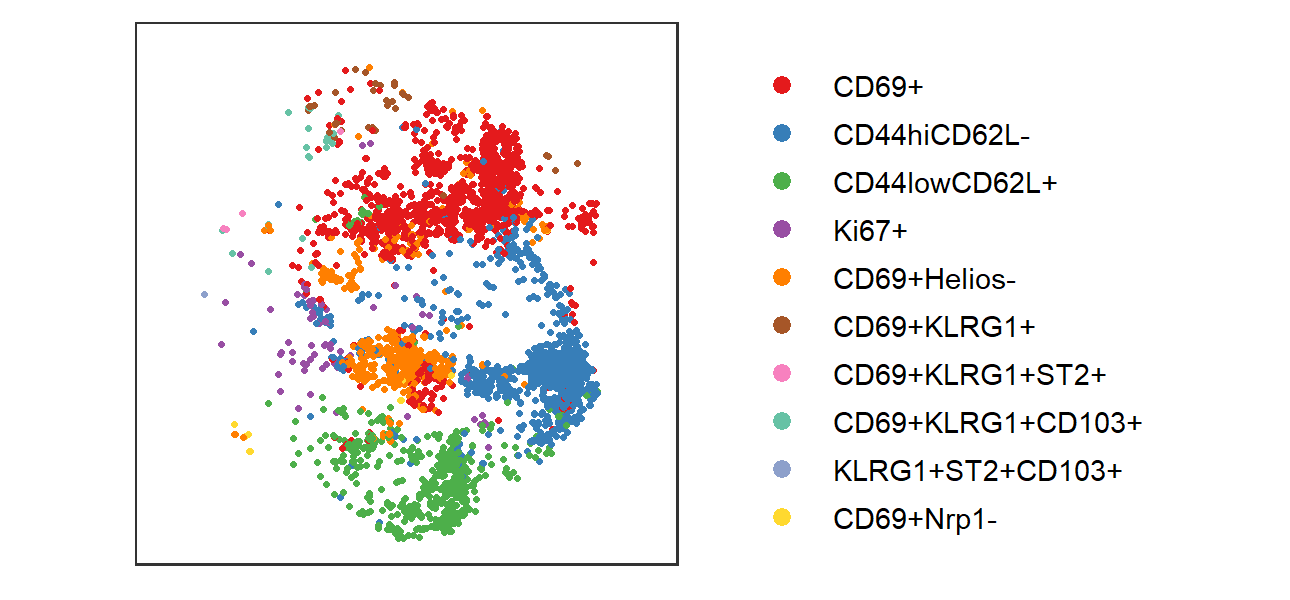 CD69+
CD44hiCD62L-
CD44lowCD62L+
Ki67+
CD69+Helios-
CD69+KLRG1+
CD69+KLRG1+ST2+
CD69+KLRG1+CD103+
KLRG1+ST2+CD103+
CD69+Nrp1-